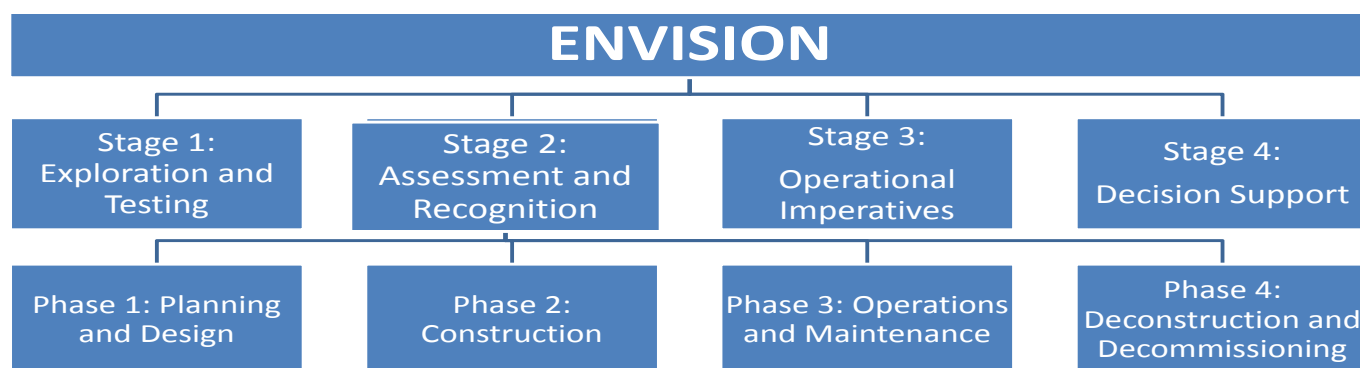 ENVISION
Stage 1:
Exploration and
Testing
Stage 2:
Assessment and
Recognition
Stage 3:
Operational
Imperatives
Stage 4:
Decision Support
Phase 1: Planning
and Design
Phase 2:
Construction
Phase 3: Operations
and Maintenance
Phase 4:
Deconstruction and
Decommissioning